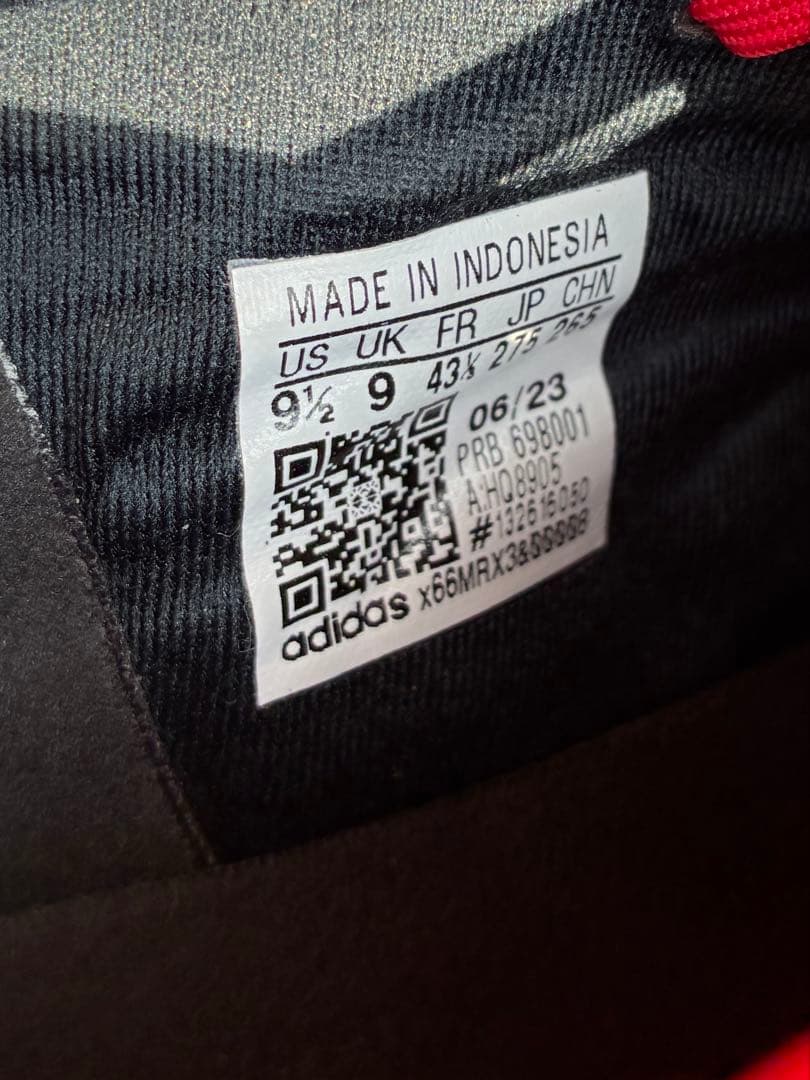 MADE IN INDONESIA
US UK FR JP CHN
9½ 9 43⅓ 275 265
06/23
PRB 698001
A:HQ8905
#132616050
adidas x66MRX3&SSSS8